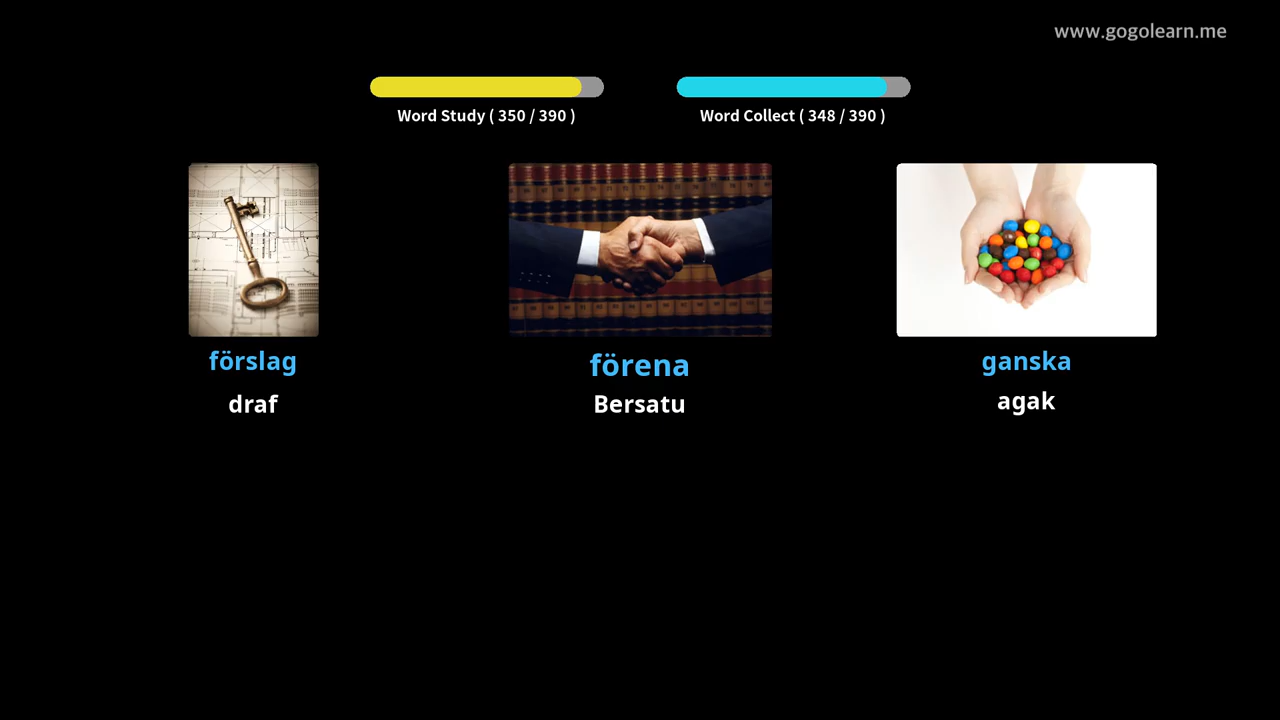 www.gogolearn.me
Word Study ( 350 / 390 )
Word Collect ( 348 / 390 )
förslag
förena
ganska
draf
Bersatu
agak